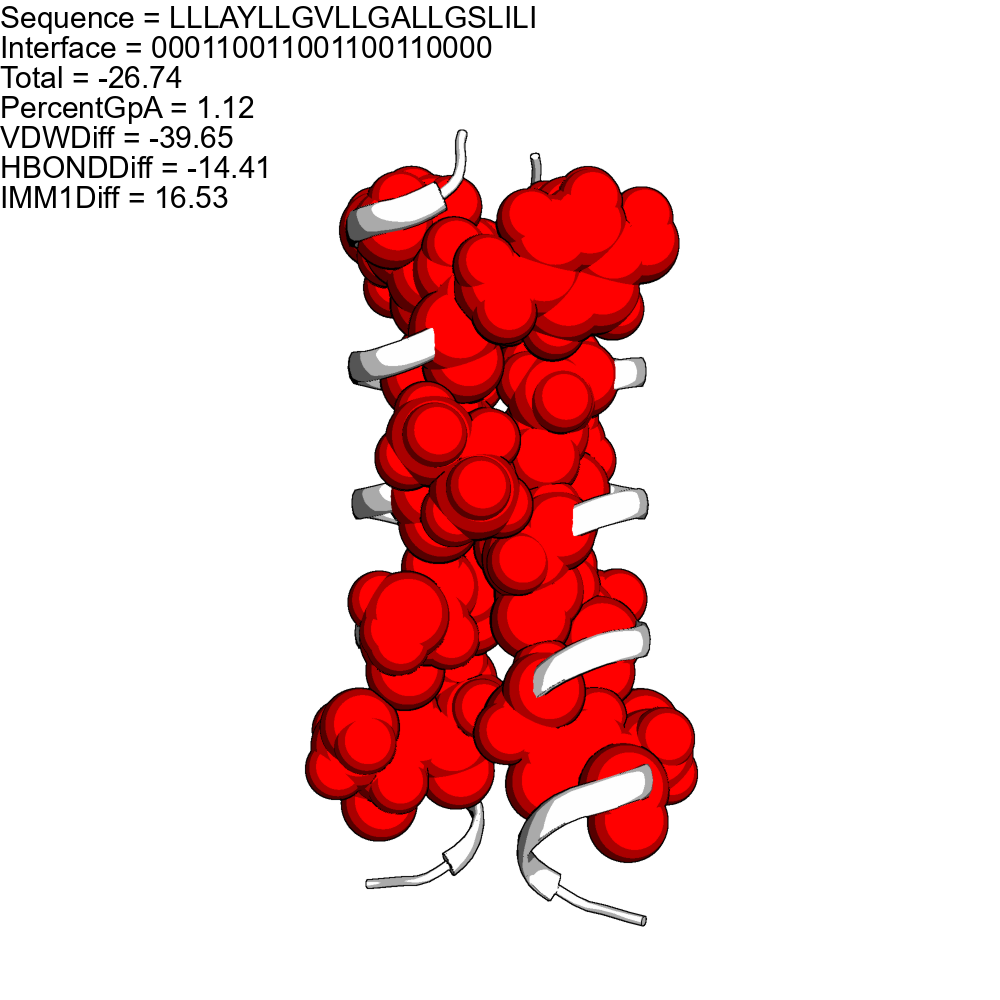 Sequence = LLLAYLLGVLLGALLGSLILI
Interface = 000110011001100110000
Total = -26.74
PercentGpA = 1.12
VDWDiff = -39.65
HBONDDiff = -14.41
IMM1Diff = 16.53